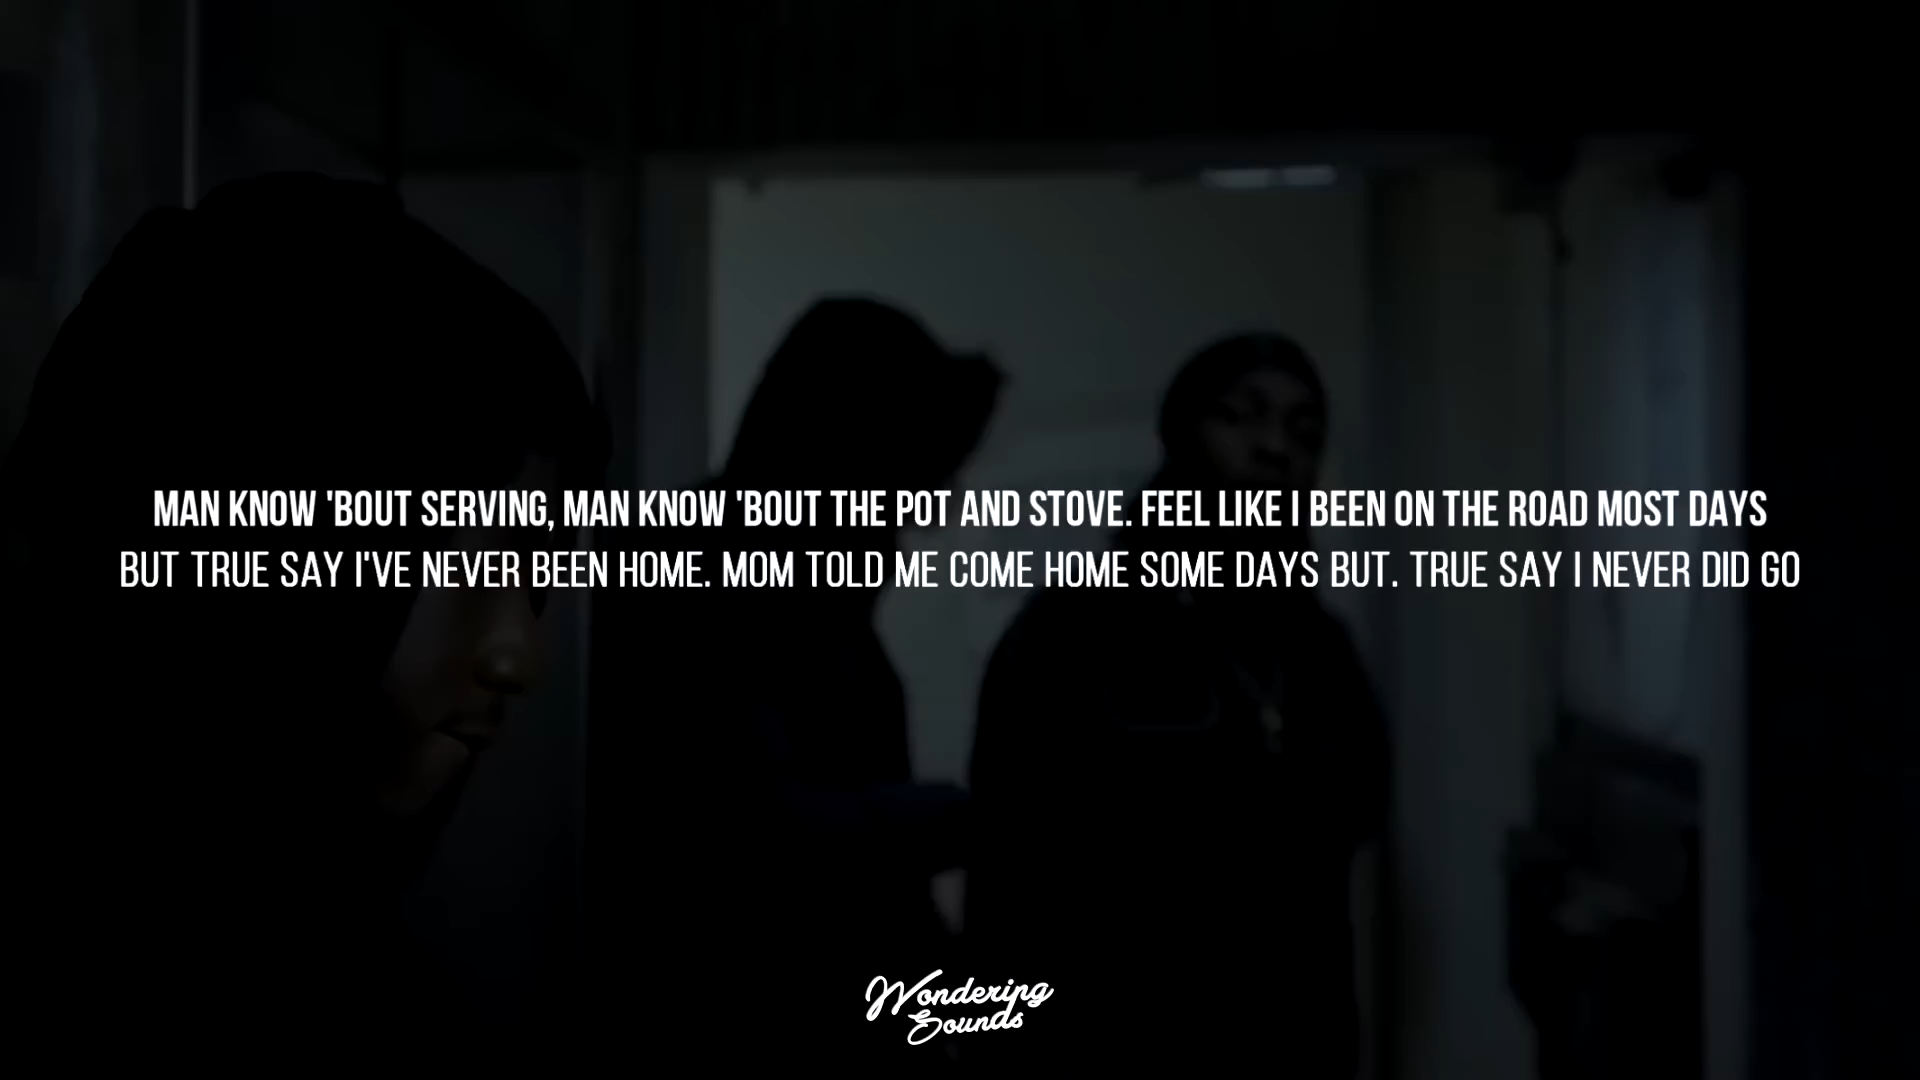 MAN KNOW 'BOUT SERVING, MAN KNOW 'BOUT THE POT AND STOVE. FEEL LIKE I BEEN ON THE ROAD MOST DAYS
BUT TRUE SAY I'VE NEVER BEEN HOME. MOM TOLD ME COME HOME SOME DAYS BUT. TRUE SAY I NEVER DID GO
Wondering
Sounds